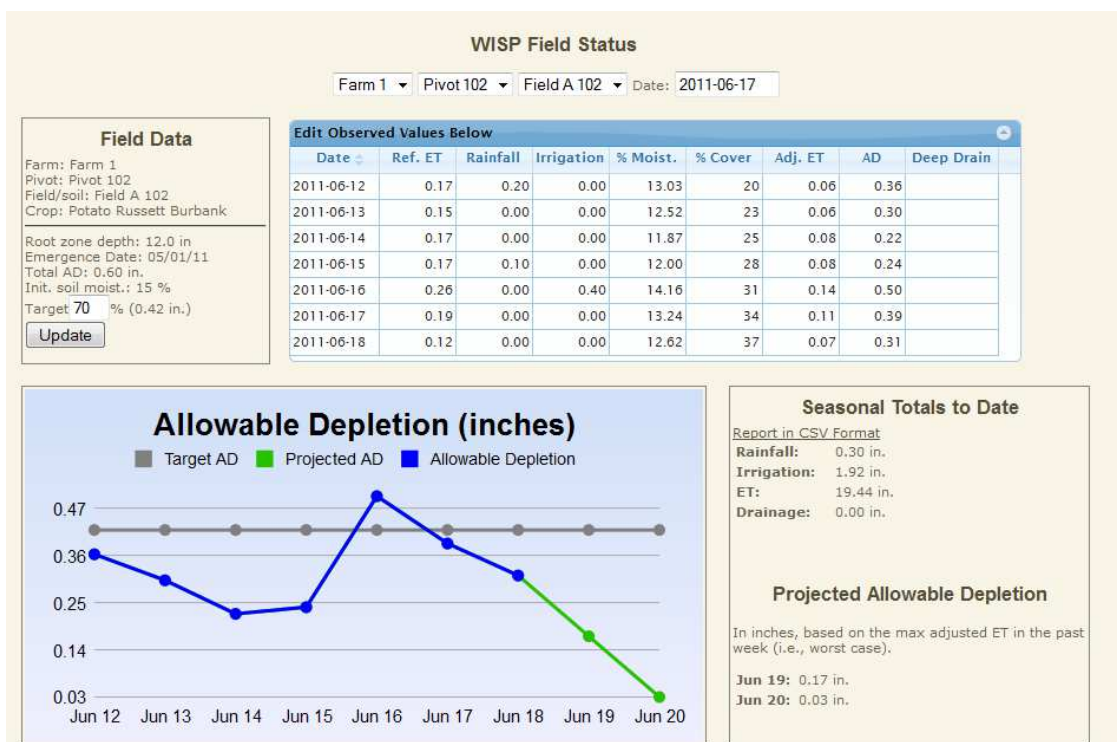 WISP Field Status
Farm 1 Pivot 102 Field A 102 Date: 2011-06-17
Field Data
Farm: Farm 1
Pivot: Pivot 102
Field/soil: Field A 102
Crop: Potato Russett Burbank
Root zone depth: 12.0 in
Emergence Date: 05/01/11
Total AD: 0.60 in.
Init. soil moist.: 15 %
Target 70 % (0.42 in.)
Update
Edit Observed Values Below
Date Ref. ET Rainfall Irrigation % Moist. % Cover Adj. ET AD Deep Drain
2011-06-12 0.17 0.20 0.00 13.03 20 0.06 0.36
2011-06-13 0.15 0.00 0.00 12.52 23 0.06 0.30
2011-06-14 0.17 0.00 0.00 11.87 25 0.08 0.22
2011-06-15 0.17 0.10 0.00 12.00 28 0.08 0.24
2011-06-16 0.26 0.00 0.40 14.16 31 0.14 0.50
2011-06-17 0.19 0.00 0.00 13.24 34 0.11 0.39
2011-06-18 0.12 0.00 0.00 12.62 37 0.07 0.31
Allowable Depletion (inches)
Target AD Projected AD Allowable Depletion
0.47
0.36
0.25
0.14
0.03
Jun 12 Jun 13 Jun 14 Jun 15 Jun 16 Jun 17 Jun 18 Jun 19 Jun 20
Seasonal Totals to Date
Report in CSV Format
Rainfall: 0.30 in.
Irrigation: 1.92 in.
ET: 19.44 in.
Drainage: 0.00 in.
Projected Allowable Depletion
In inches, based on the max adjusted ET in the past
week (i.e., worst case).
Jun 19: 0.17 in.
Jun 20: 0.03 in.